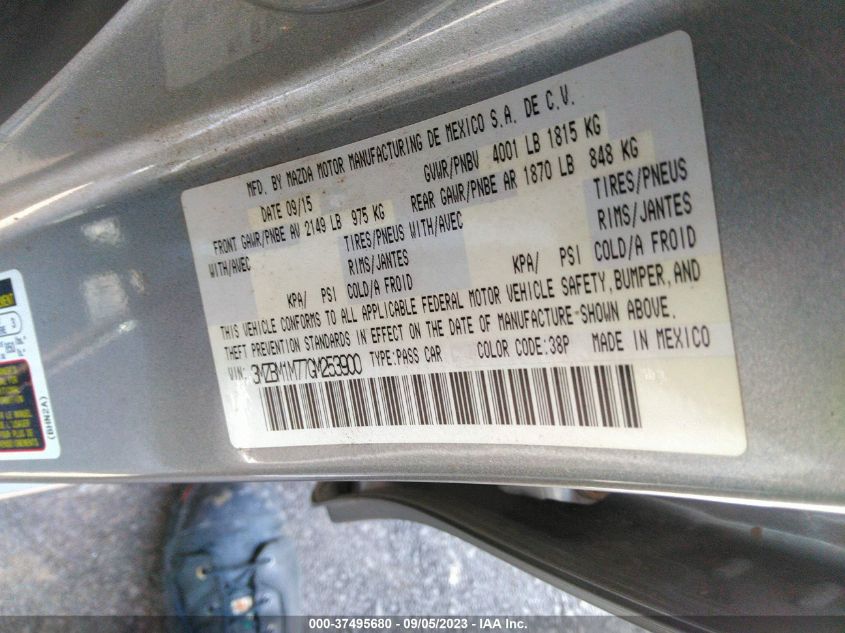 MFD. BY MAZDA MOTOR MANUFACTURING DE MEXICO S.A. DE C.V.
DATE 09/15 GVWR/PNBV 4001 LB 1815 KG
FRONT GAWR/PNBE AV 2149 LB 975 KG REAR GAWR/PNBE AR 1870 LB 848 KG
WITH/AVEC TIRES/PNEUS WITH/AVEC TIRES/PNEUS
RIMS/JANTES RIMS/JANTES
KPA/ PSI COLD/A FROID KPA/ PSI COLD/A FROID
THIS VEHICLE CONFORMS TO ALL APPLICABLE FEDERAL MOTOR VEHICLE SAFETY, BUMPER, AND
THEFT PREVENTION STANDARDS IN EFFECT ON THE DATE OF MANUFACTURE SHOWN ABOVE.
VIN: 3MZBM1M77GM253900 TYPE:PASS CAR COLOR CODE:38P MADE IN MEXICO
(BHN2A)
000-37495680 - 09/05/2023 - IAA Inc.